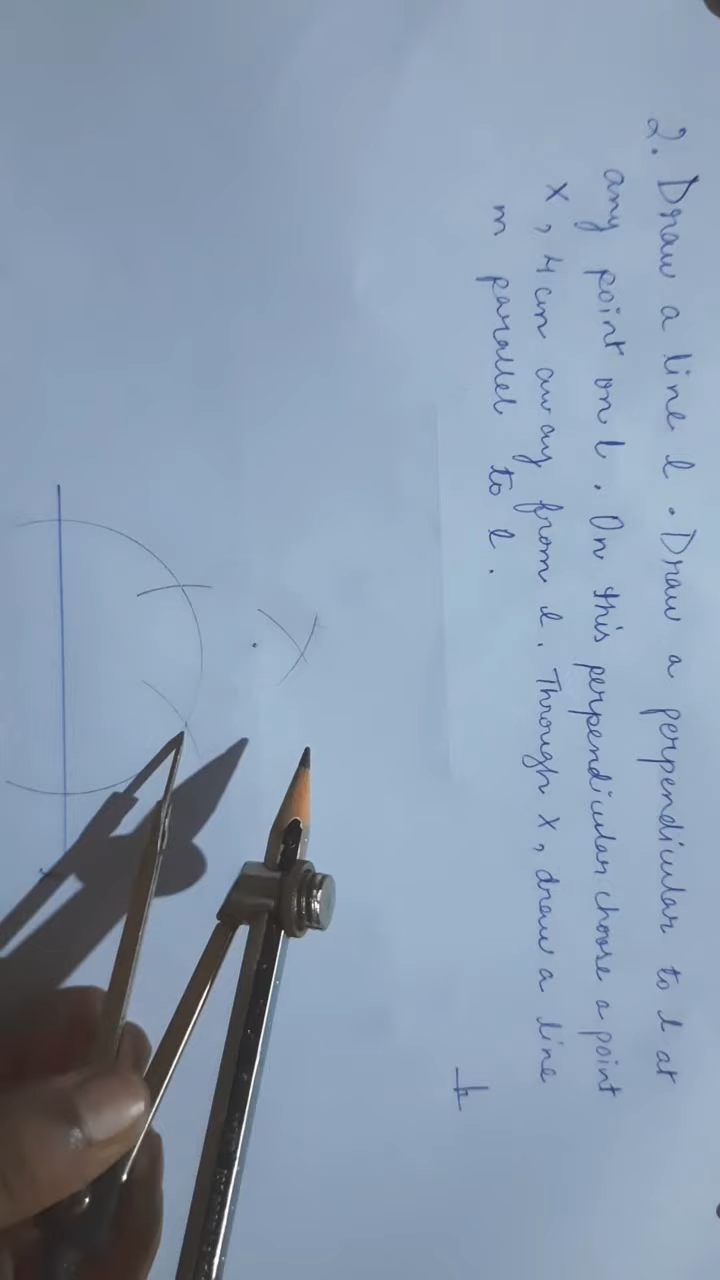 2. Draw a line l. Draw a perpendicular to l at
any point on l. On this perpendicular choose a point
X, 4 cm away from l. Through X, draw a line
m parallel to l.